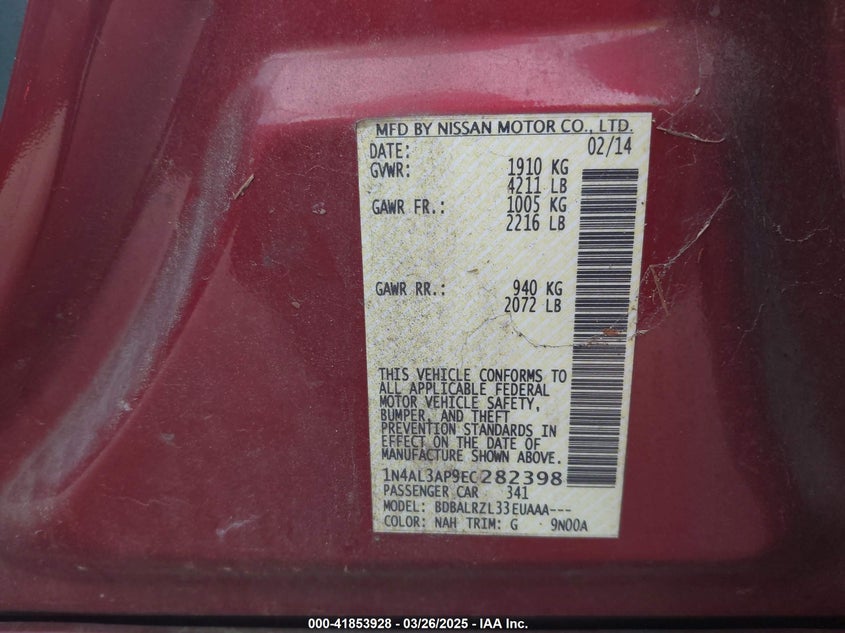 MFD BY NISSAN MOTOR CO., LTD.
DATE: 02/14
GVWR: 1910 KG
4211 LB
GAWR FR.: 1005 KG
2216 LB
GAWR RR.: 940 KG
2072 LB
THIS VEHICLE CONFORMS TO
ALL APPLICABLE FEDERAL
MOTOR VEHICLE SAFETY,
BUMPER, AND THEFT
PREVENTION STANDARDS IN
EFFECT ON THE DATE OF
MANUFACTURE SHOWN ABOVE.
1N4AL3AP9EC282398
PASSENGER CAR 341
MODEL: BDBALRZL33EUAAA---
COLOR: NAH TRIM: G 9N00A
000-41853928 - 03/26/2025 - IAA Inc.